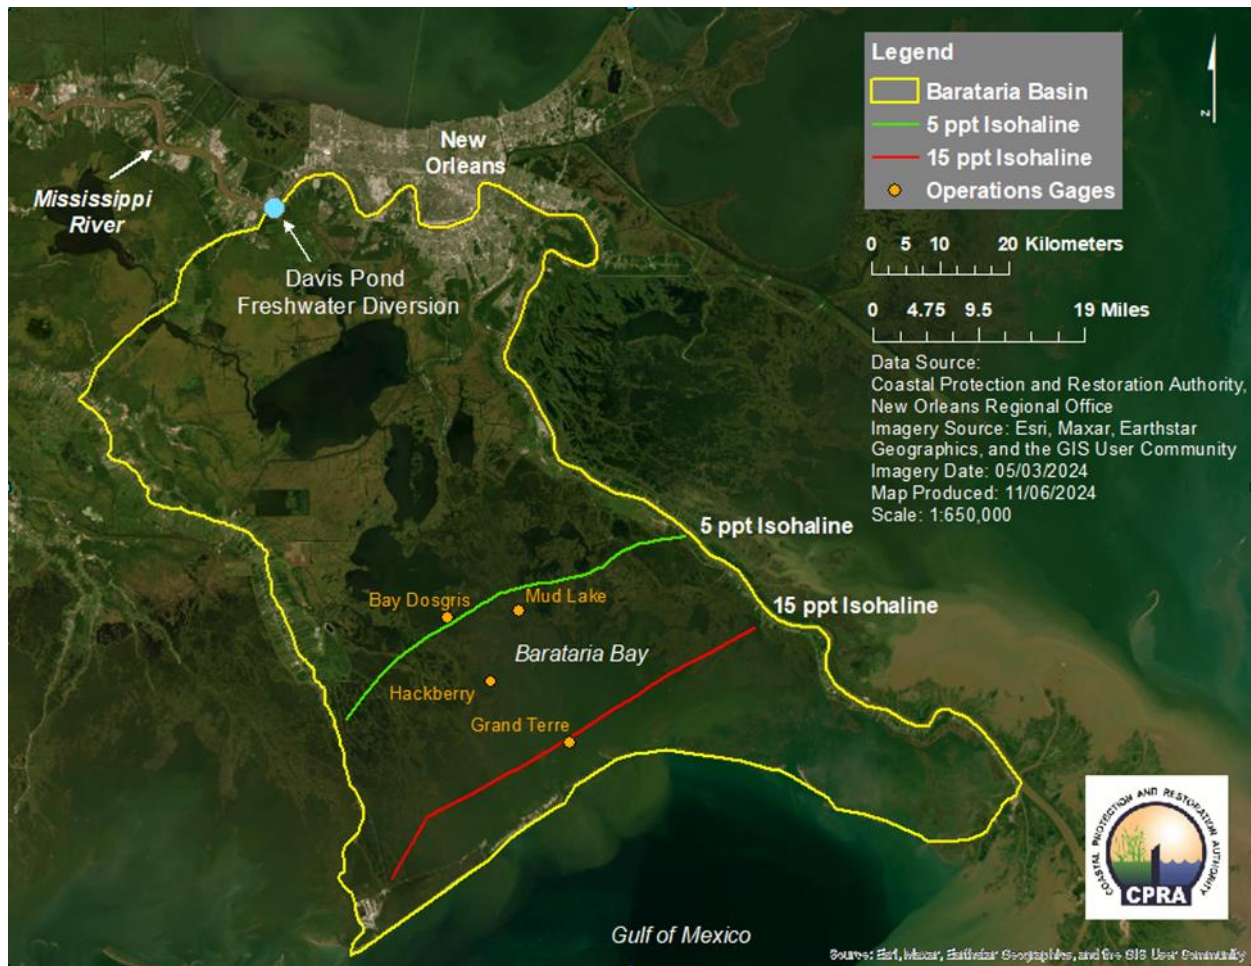 Legend
Barataria Basin
5 ppt Isohaline
15 ppt Isohaline
Operations Gages
z
New
Orleans
Mississippi
River
Davis Pond
Freshwater Diversion
0 5 10 20 Kilometers
0 4.75 9.5 19 Miles
Data Source:
Coastal Protection and Restoration Authority,
New Orleans Regional Office
Imagery Source: Esri, Maxar, Earthstar
Geographics, and the GIS User Community
Imagery Date: 05/03/2024
Map Produced: 11/06/2024
Scale: 1:650,000
5 ppt Isohaline
Bay Dosgris
Mud Lake
15 ppt Isohaline
Barataria Bay
Hackberry
Grand Terre
COASTAL PROTECTION AND RESTORATION AUTHORITY
CPRA
Gulf of Mexico
Source: Esri, Maxar, Earthstar Geographics, and the GIS User Community